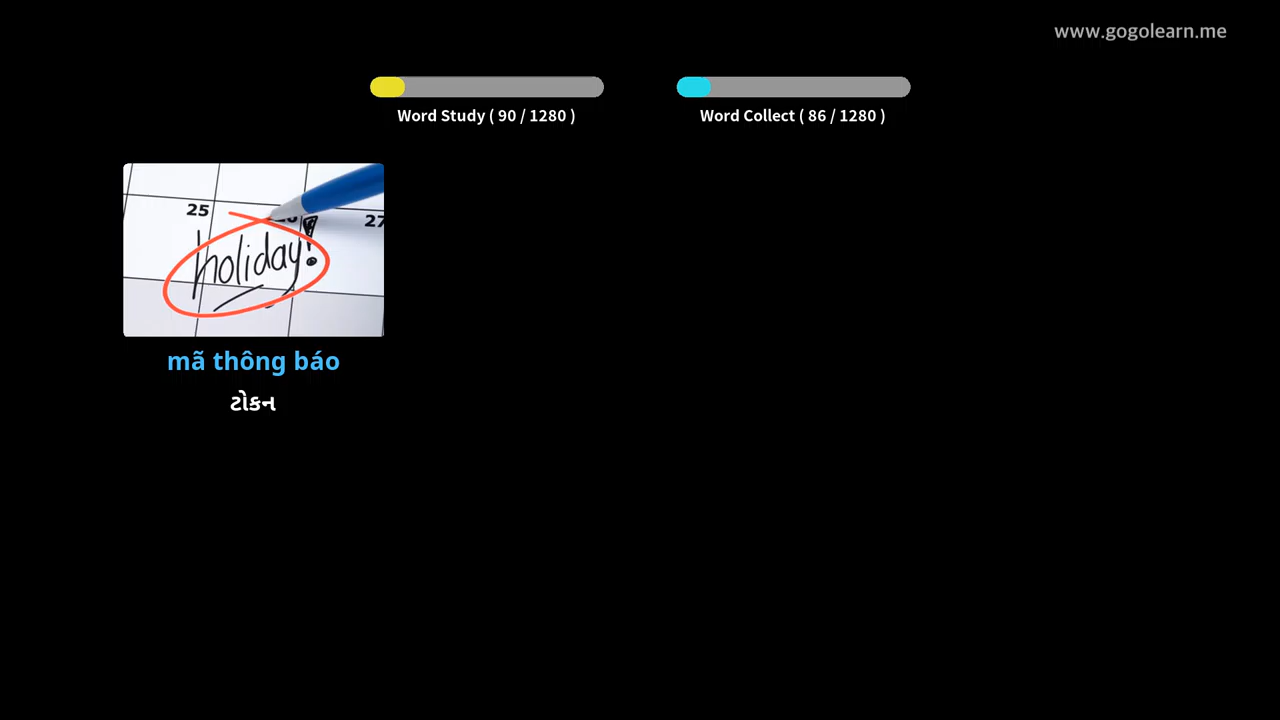 www.gogolearn.me
Word Study ( 90 / 1280 )
Word Collect ( 86 / 1280 )
25
27
holiday!
mã thông báo
ટોકન